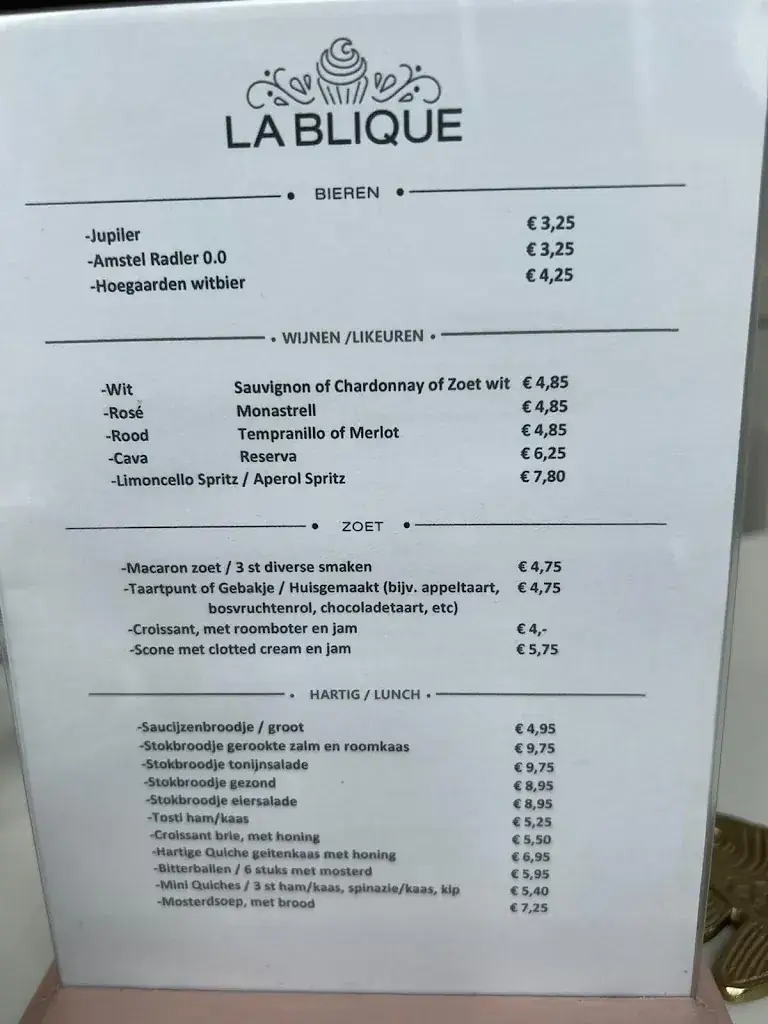 LA BLIQUE
BIEREN
-Jupiler € 3,25
-Amstel Radler 0.0 € 3,25
-Hoegaarden witbier € 4,25
WIJNEN /LIKEUREN
-Wit Sauvignon of Chardonnay of Zoet wit € 4,85
-Rosé Monastrell € 4,85
-Rood Tempranillo of Merlot € 4,85
-Cava Reserva € 6,25
-Limoncello Spritz / Aperol Spritz € 7,80
ZOET
-Macaron zoet / 3 st diverse smaken € 4,75
-Taartpunt of Gebakje / Huisgemaakt (bijv. appeltaart, € 4,75
bosvruchtenrol, chocoladetaart, etc)
-Croissant, met roomboter en jam € 4,-
-Scone met clotted cream en jam € 5,75
HARTIG / LUNCH
-Saucijzenbroodje / groot € 4,95
-Stokbroodje gerookte zalm en roomkaas € 9,75
-Stokbroodje tonijnsalade € 9,75
-Stokbroodje gezond € 8,95
-Stokbroodje eiersalade € 8,95
-Tosti ham/kaas € 5,25
-Croissant brie, met honing € 5,50
-Hartige Quiche geitenkaas met honing € 6,95
-Bitterballen / 6 stuks met mosterd € 5,95
-Mini Quiches / 3 st ham/kaas, spinazie/kaas, kip € 5,40
-Mosterdsoep, met brood € 7,25